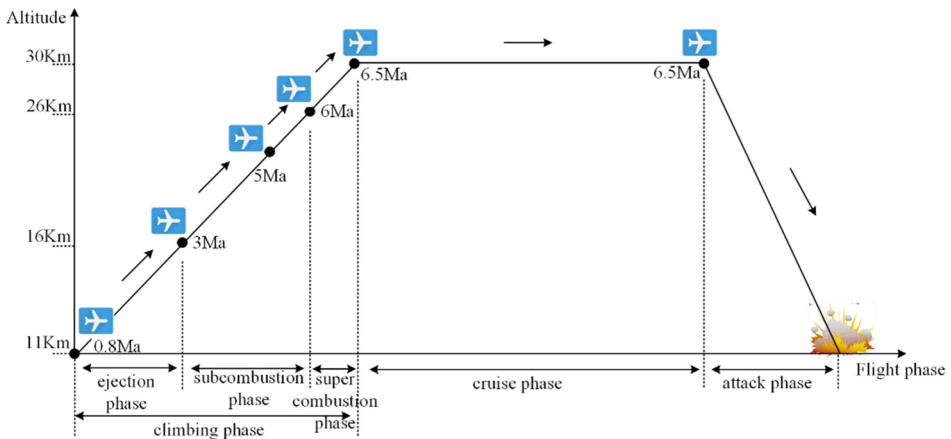 Altitude
30Km
6.5Ma
6.5Ma
26Km
6Ma
5Ma
16Km
3Ma
11Km
0.8Ma
Flight phase
ejection
phase
subcombustion
phase
super
combustion
phase
cruise phase
attack phase
climbing phase